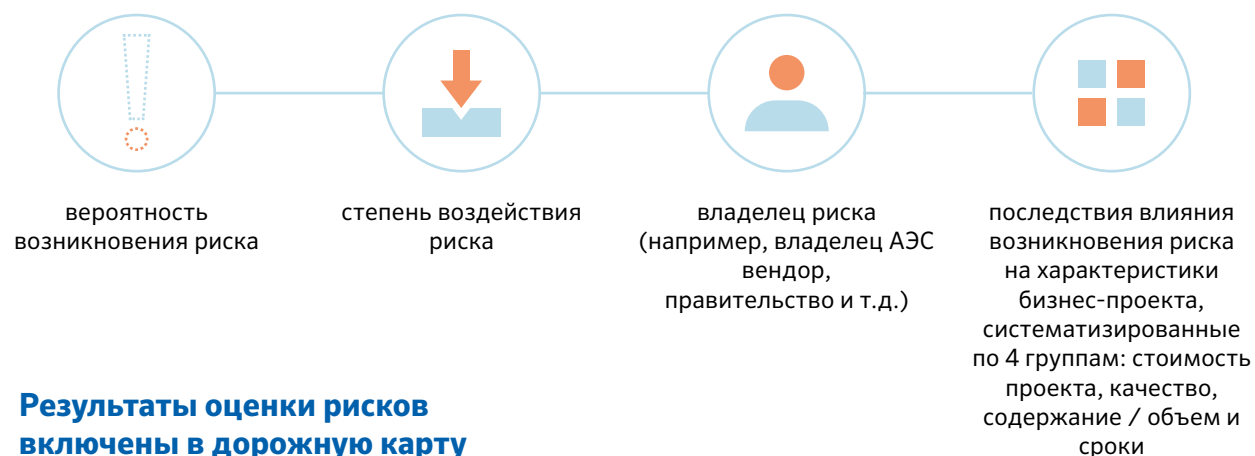 вероятность
возникновения риска
степень воздействия
риска
владелец риска
(например, владелец АЭС
вендор,
правительство и т.д.)
последствия влияния
возникновения риска
на характеристики
бизнес-проекта,
систематизированные
по 4 группам: стоимость
проекта, качество,
содержание / объем и
сроки
Результаты оценки рисков
включены в дорожную карту